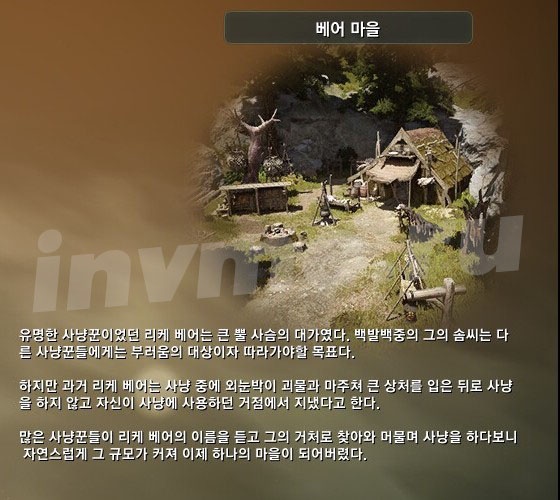 베어 마을
유명한 사냥꾼이었던 리케 베어는 큰 뿔 사슴의 대가였다. 백발백중의 그의 솜씨는 다
른 사냥꾼들에게는 부러움의 대상이자 따라가야할 목표다.
하지만 과거 리케 베어는 사냥 중에 외눈박이 괴물과 마주쳐 큰 상처를 입은 뒤로 사냥
을 하지 않고 자신이 사냥에 사용하던 거점에서 지냈다고 한다.
많은 사냥꾼들이 리케 베어의 이름을 듣고 그의 거처로 찾아와 머물며 사냥을 하다보니
자연스럽게 그 규모가 커져 이제 하나의 마을이 되어버렸다.